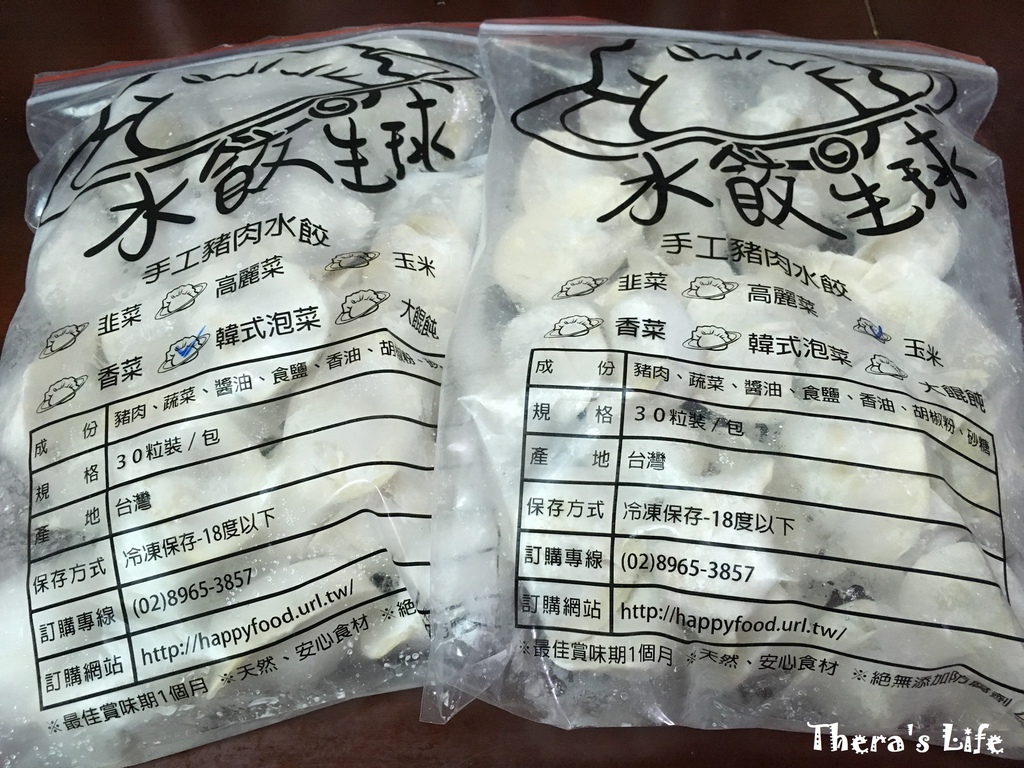 水餃星球
手工豬肉水餃
韭菜 高麗菜 玉米
香菜 韓式泡菜 大餛飩
成份 豬肉、蔬菜、醬油、食鹽、香油、胡椒粉、
規格 30粒裝/包
產地 台灣
保存方式 冷凍保存-18度以下
訂購專線 (02)8965-3857
訂購網站 http://happyfood.url.tw/
※最佳賞味期1個月 ※天然、安心食材 ※絕
水餃星球
手工豬肉水餃
韭菜 高麗菜 玉米
香菜 韓式泡菜 大餛飩
成份 豬肉、蔬菜、醬油、食鹽、香油、胡椒粉、砂糖
規格 30粒裝/包
產地 台灣
保存方式 冷凍保存-18度以下
訂購專線 (02)8965-3857
訂購網站 http://happyfood.url.tw/
※最佳賞味期1個月 ※天然、安心食材 ※絕無添加防腐劑
Thera's Life